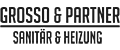 GROSSO & PARTNER
SANITÄR & HEIZUNG